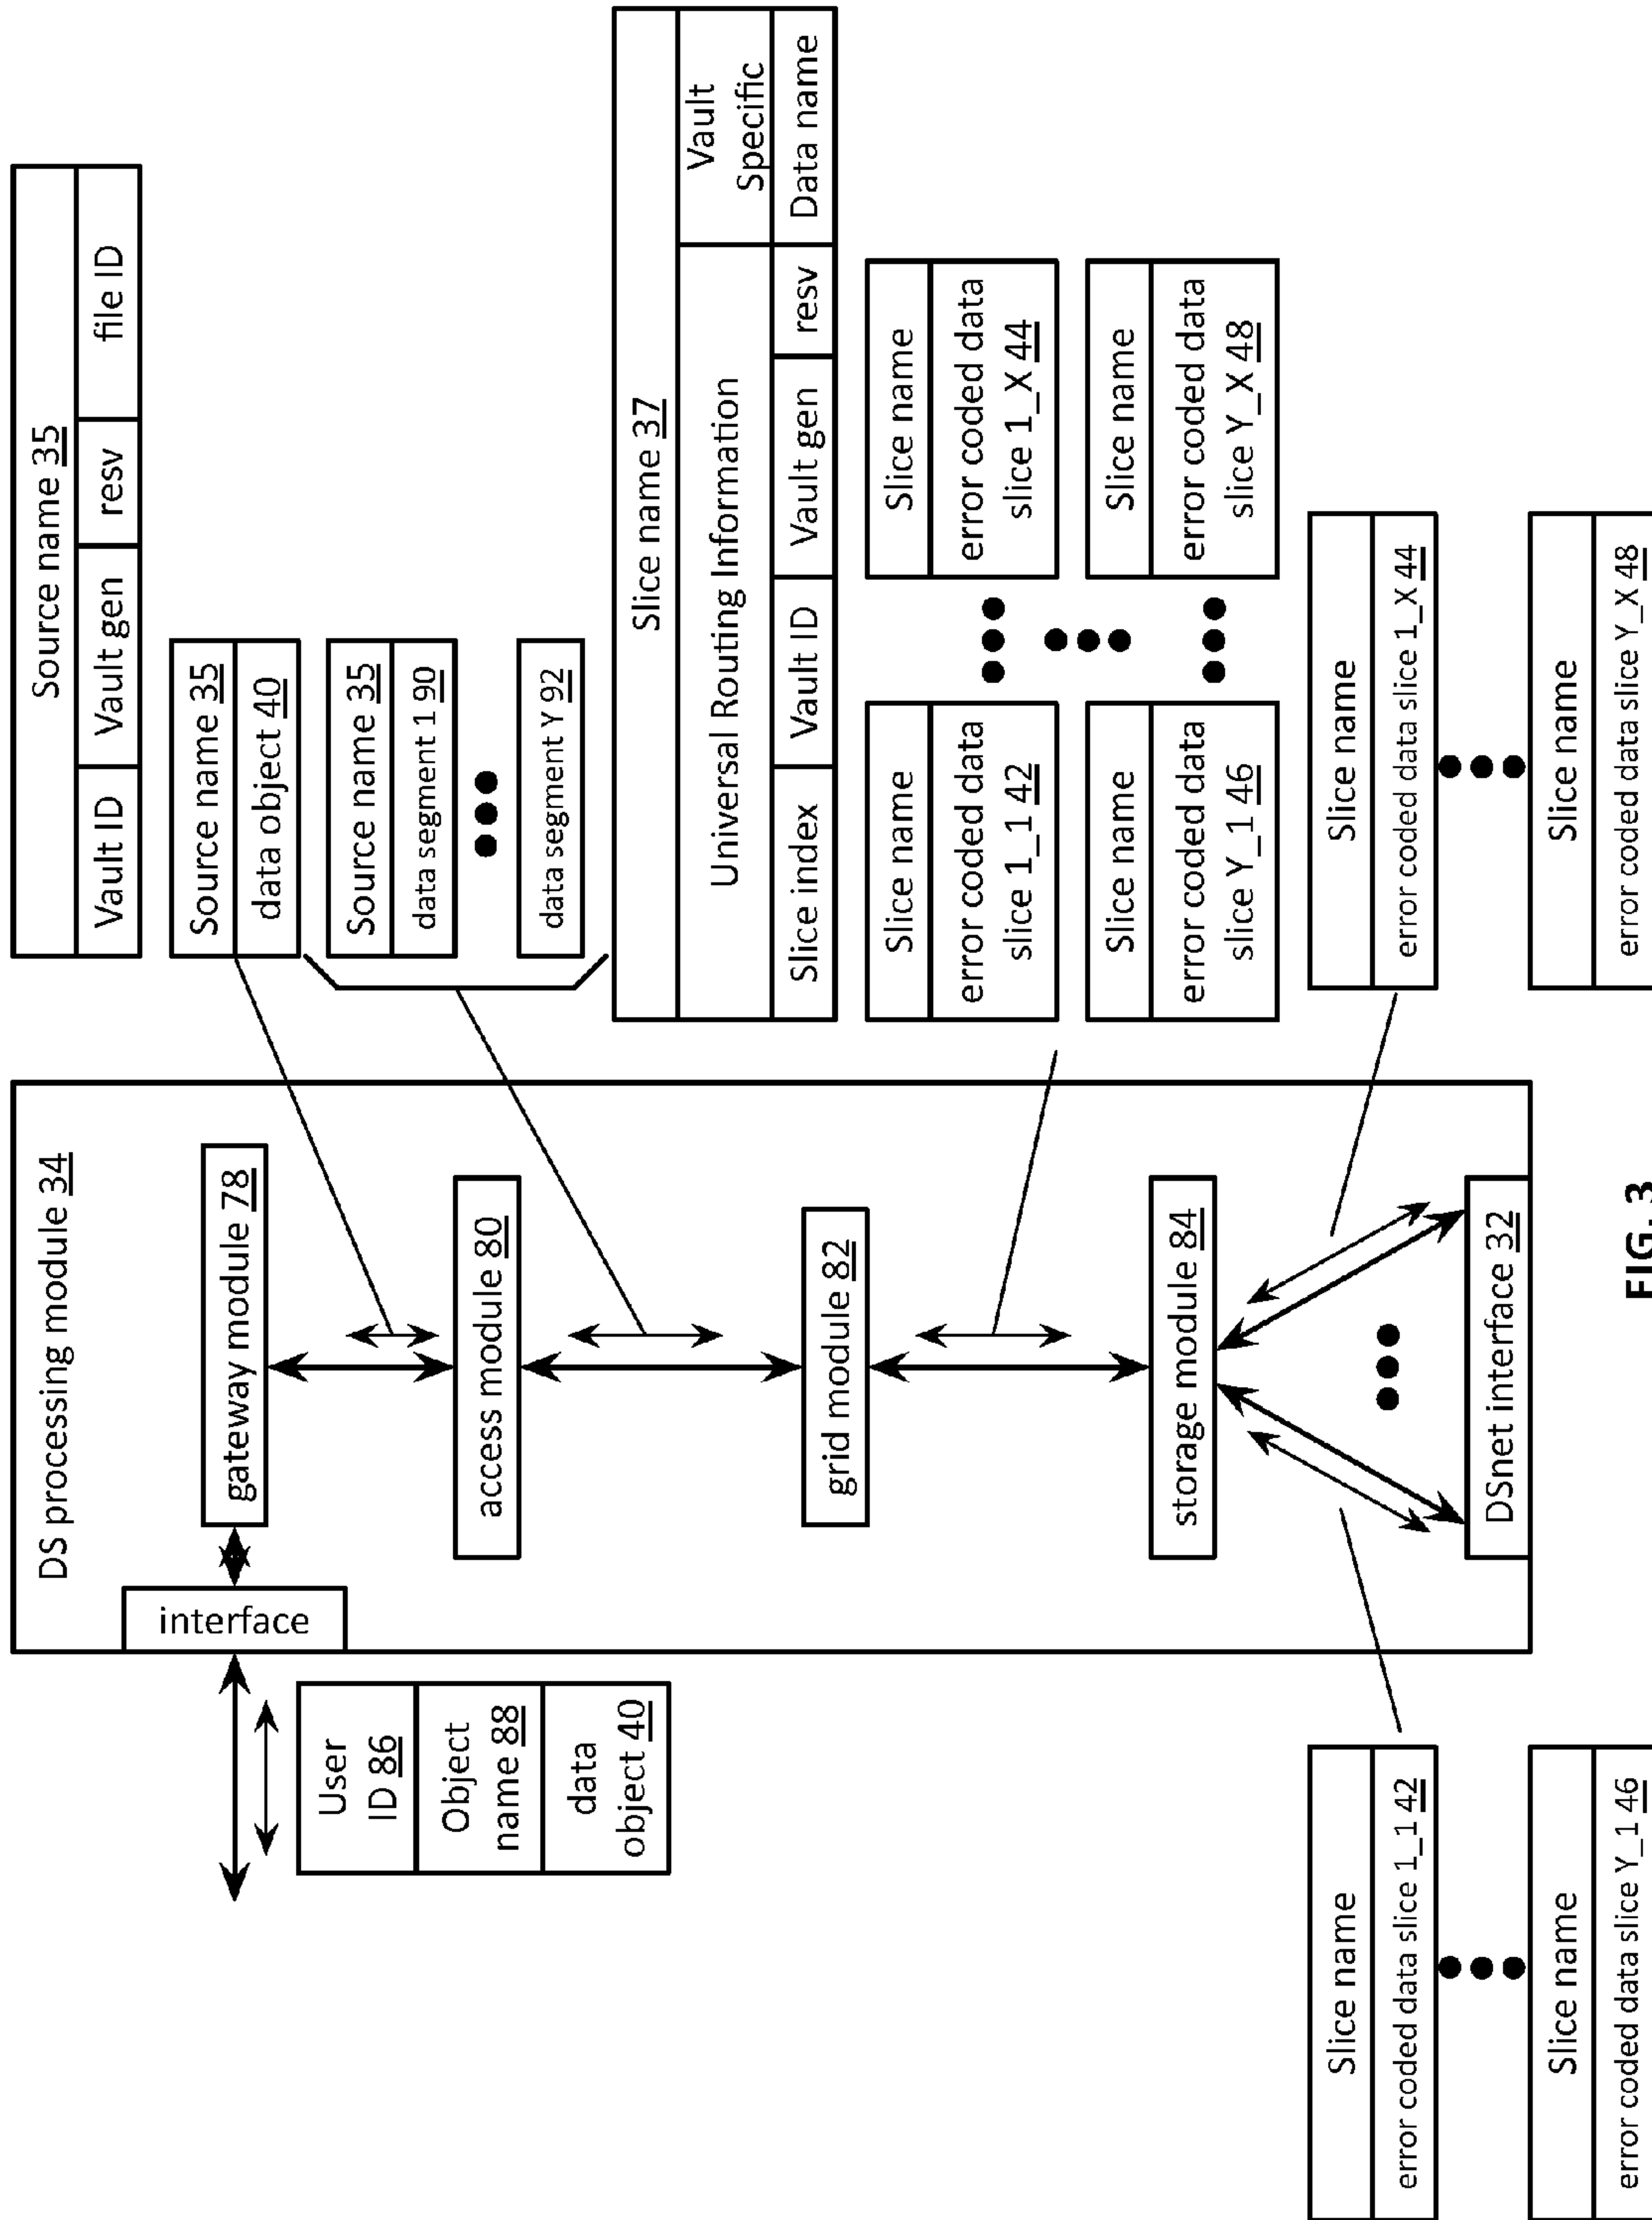 DS processing module 34
interface
gateway module 78
access module 80
grid module 82
storage module 84
DSnet interface 32
User
ID 86
Object
name 88
data
object 40
Source name 35
Vault ID
Vault gen
resv
file ID
Source name 35
data object 40
Source name 35
data segment 1 90
data segment Y 92
Slice name 37
Universal Routing Information
Vault
Specific
Slice index
Vault ID
Vault gen
resv
Data name
Slice name
error coded data
slice 1_1 42
Slice name
error coded data
slice 1_X 44
Slice name
error coded data
slice Y_1 46
Slice name
error coded data
slice Y_X 48
Slice name
error coded data slice 1_1 42
Slice name
error coded data slice Y_1 46
Slice name
error coded data slice 1_X 44
Slice name
error coded data slice Y_X 48
FIG. 3